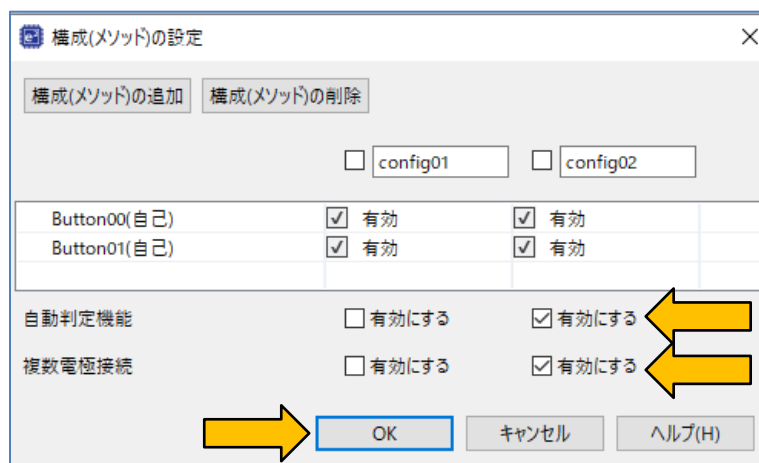 構成(メソッド)の設定
構成(メソッド)の追加 構成(メソッド)の削除
config01 config02
Button00(自己) 有効 有効
Button01(自己) 有効 有効
自動判定機能 有効にする 有効にする
複数電極接続 有効にする 有効にする
OK キャンセル ヘルプ(H)